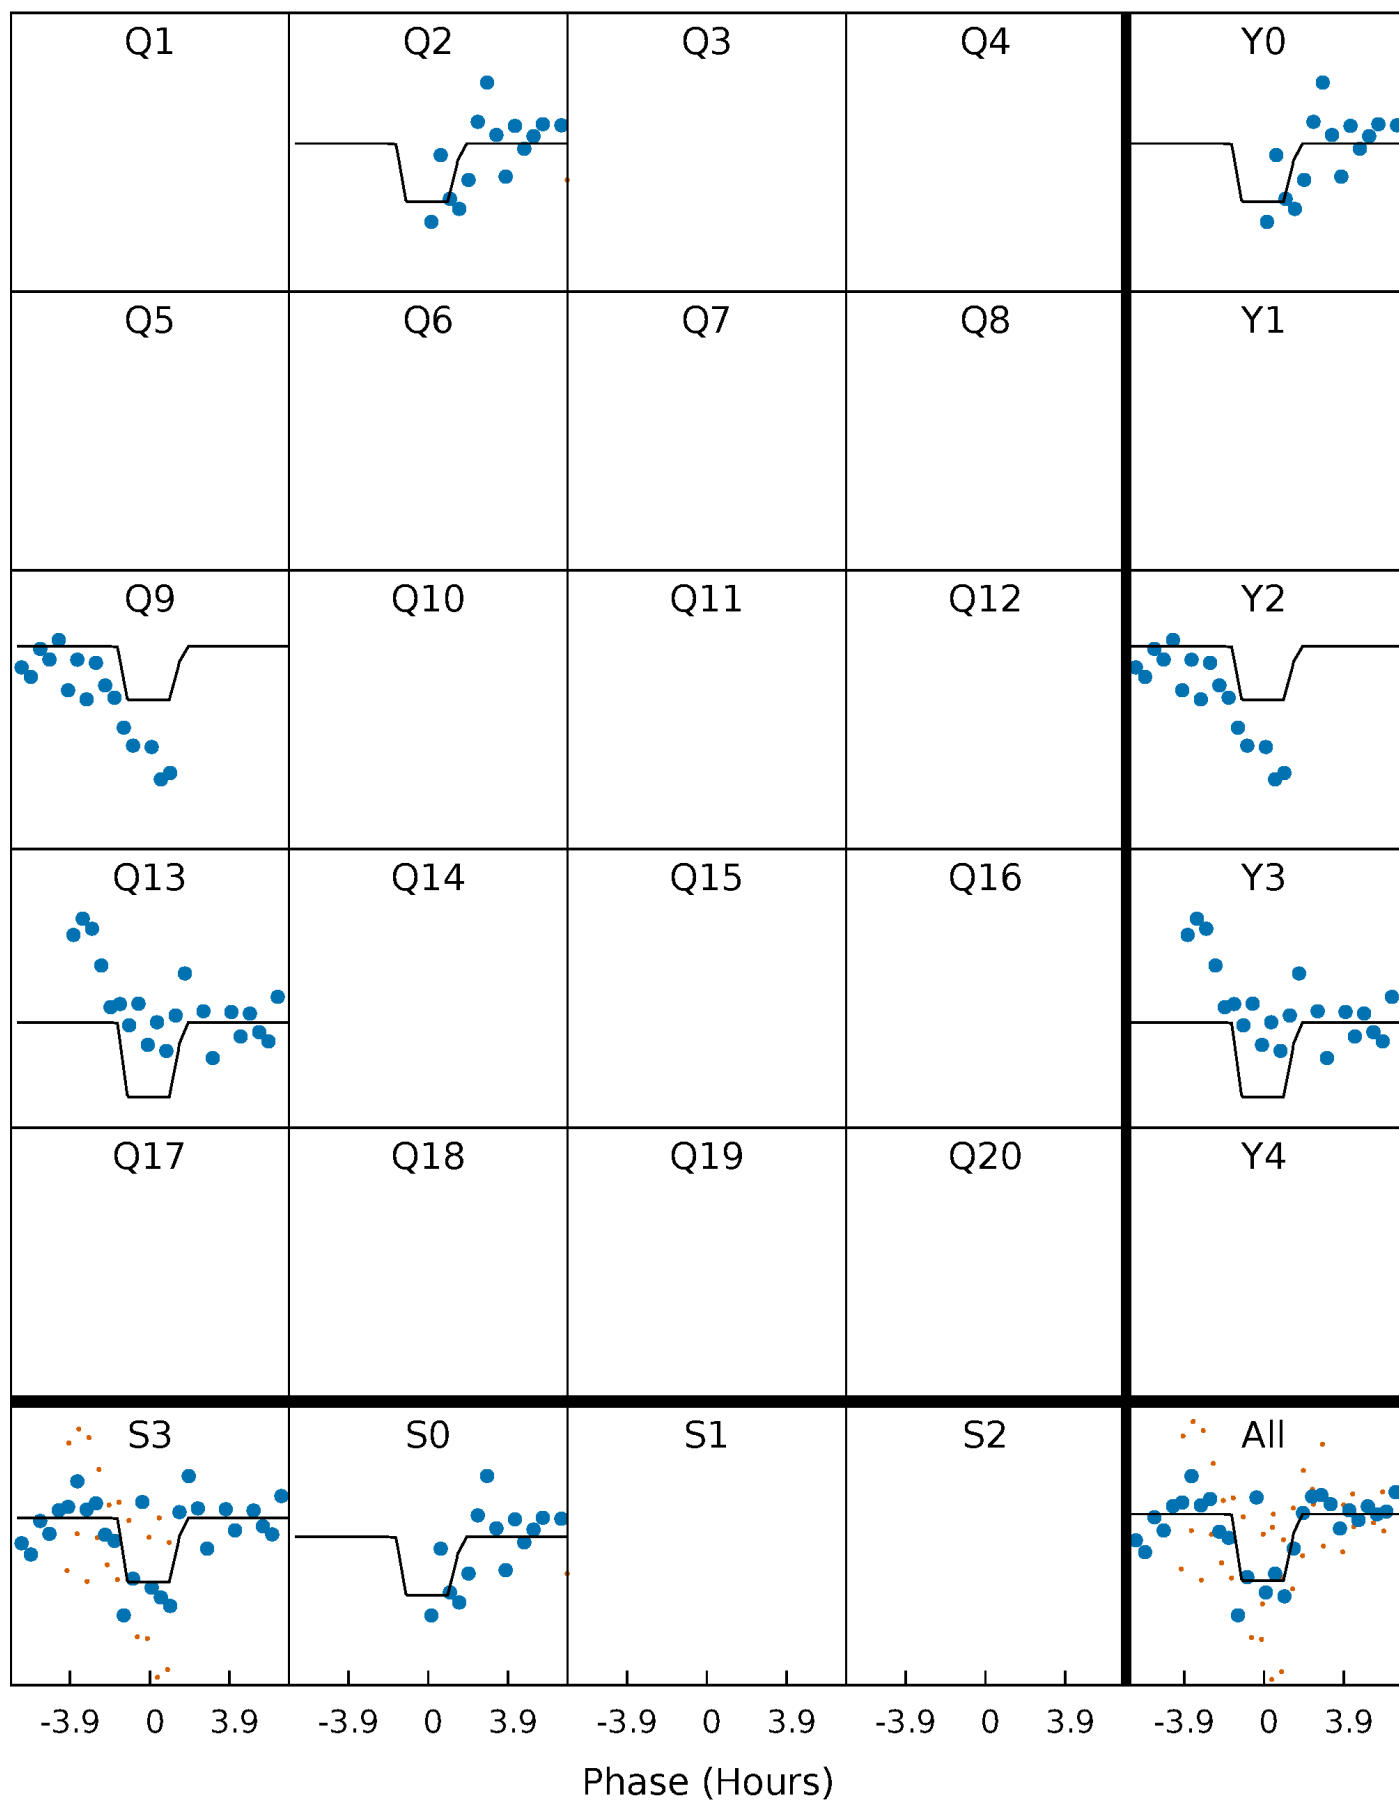 Q1 Q2 Q3 Q4 Y0
Q5 Q6 Q7 Q8 Y1
Q9 Q10 Q11 Q12 Y2
Q13 Q14 Q15 Q16 Y3
Q17 Q18 Q19 Q20 Y4
S3 S0 S1 S2 All
-3.9 0 3.9 -3.9 0 3.9 -3.9 0 3.9 -3.9 0 3.9 -3.9 0 3.9
Phase (Hours)